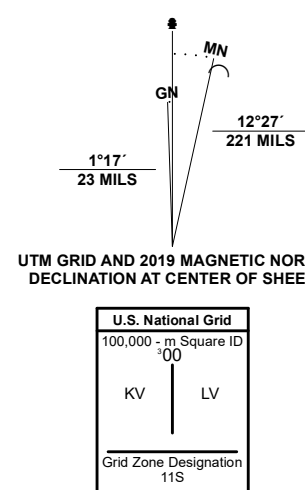 MN
GN
12°27´
221 MILS
1°17´
23 MILS
UTM GRID AND 2019 MAGNETIC NOR
DECLINATION AT CENTER OF SHEE
U.S. National Grid
100,000 - m Square ID
³00
KV LV
Grid Zone Designation
11S